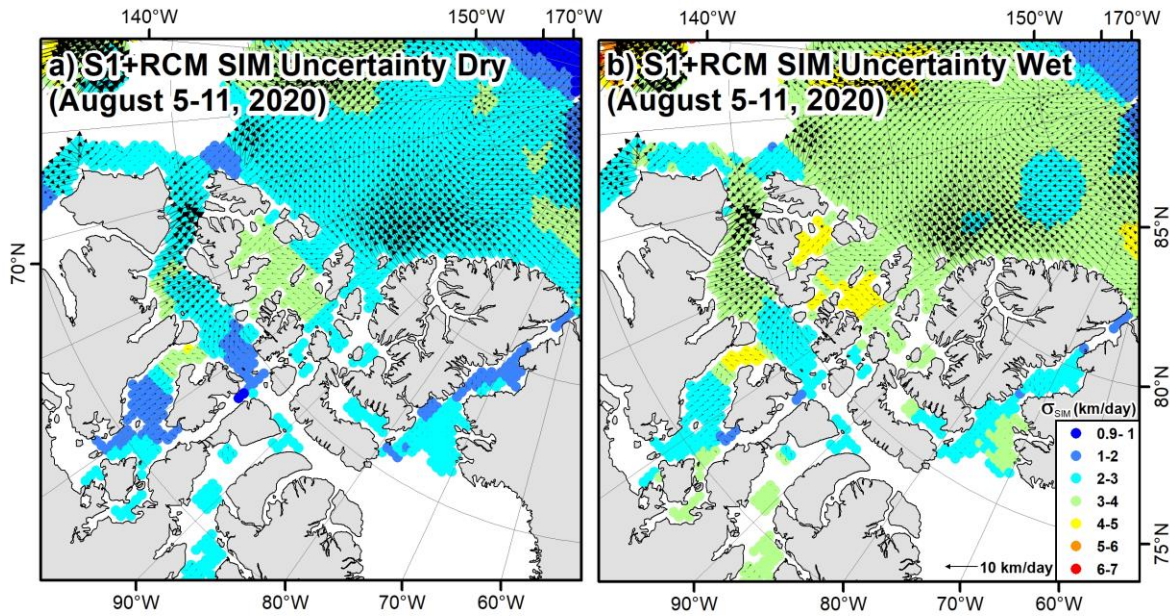 140°W 150°W 170°W
a) S1+RCM SIM Uncertainty Dry
(August 5-11, 2020)
70°N
90°W 80°W 70°W 60°W
140°W 150°W 170°W
b) S1+RCM SIM Uncertainty Wet
(August 5-11, 2020)
85°N
80°N
75°N
σSIM (km/day)
0.9- 1
1-2
2-3
3-4
4-5
5-6
6-7
10 km/day
90°W 80°W 70°W 60°W